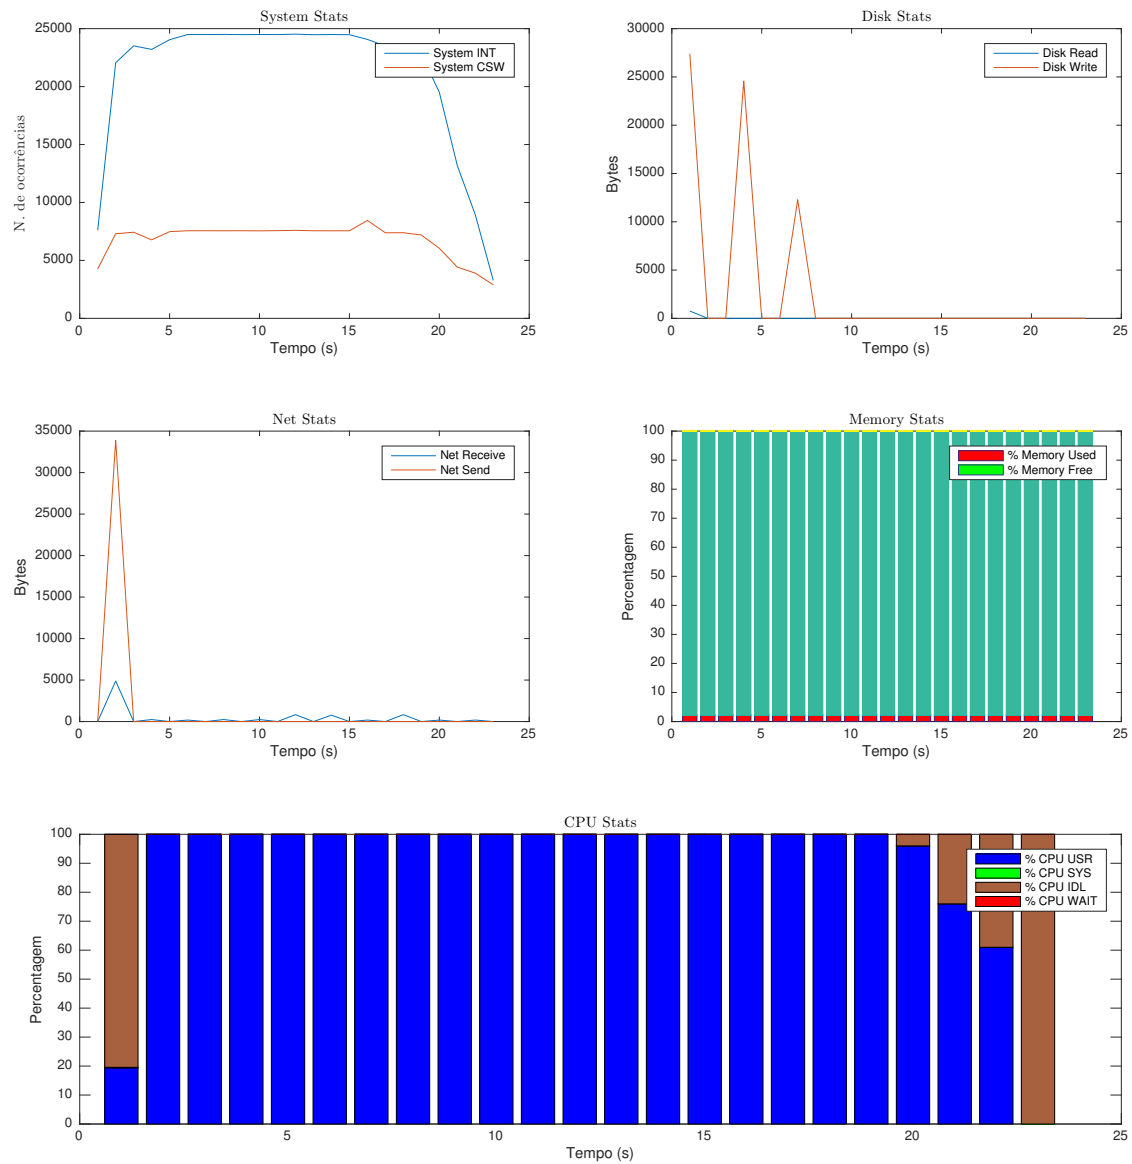 System Stats
25000
20000
15000
10000
5000
0
N. de ocorrências
System INT
System CSW
0 5 10 15 20 25
Tempo (s)
Disk Stats
30000
25000
20000
15000
10000
5000
0
Bytes
Disk Read
Disk Write
0 5 10 15 20 25
Tempo (s)
Net Stats
35000
30000
25000
20000
15000
10000
5000
0
Bytes
Net Receive
Net Send
0 5 10 15 20 25
Tempo (s)
Memory Stats
100
90
80
70
60
50
40
30
20
10
0
Percentagem
% Memory Used
% Memory Free
0 5 10 15 20 25
Tempo (s)
CPU Stats
100
90
80
70
60
50
40
30
20
10
0
Percentagem
% CPU USR
% CPU SYS
% CPU IDL
% CPU WAIT
0 5 10 15 20 25
Tempo (s)